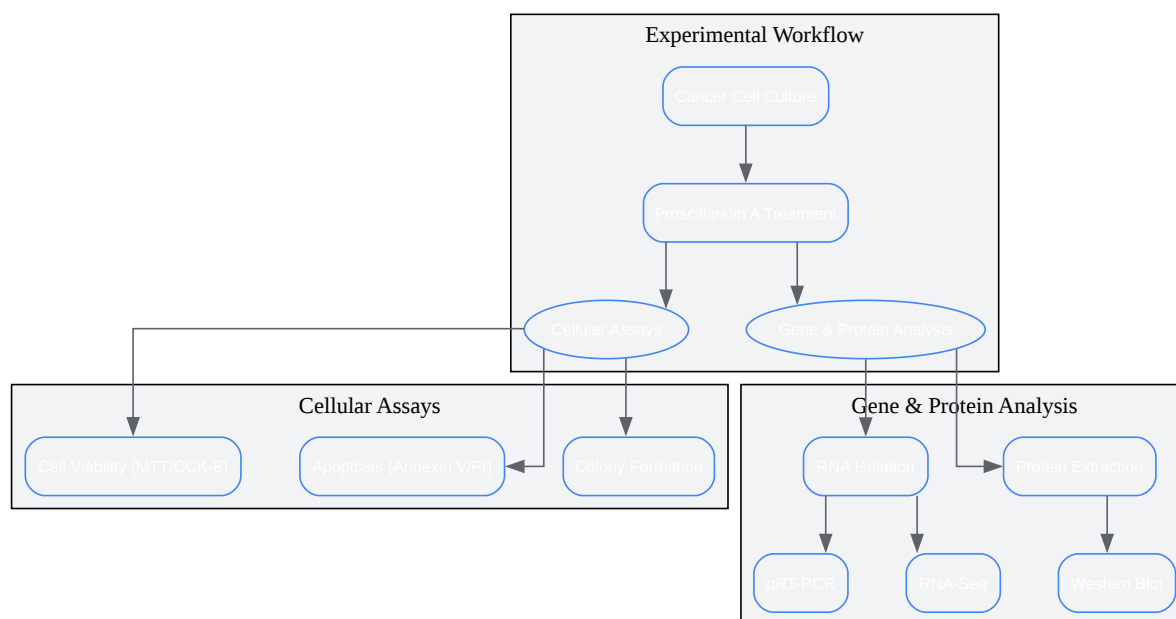 Experimental Workflow
Cancer Cell Culture
Proscillaridin A Treatment
Cellular Assays
Gene & Protein Analysis
Cellular Assays
Cell Viability (MTT/CCK-8)
Apoptosis (Annexin V/PI)
Colony Formation
Gene & Protein Analysis
RNA Isolation
Protein Extraction
qRT-PCR
RNA-Seq
Western Blot